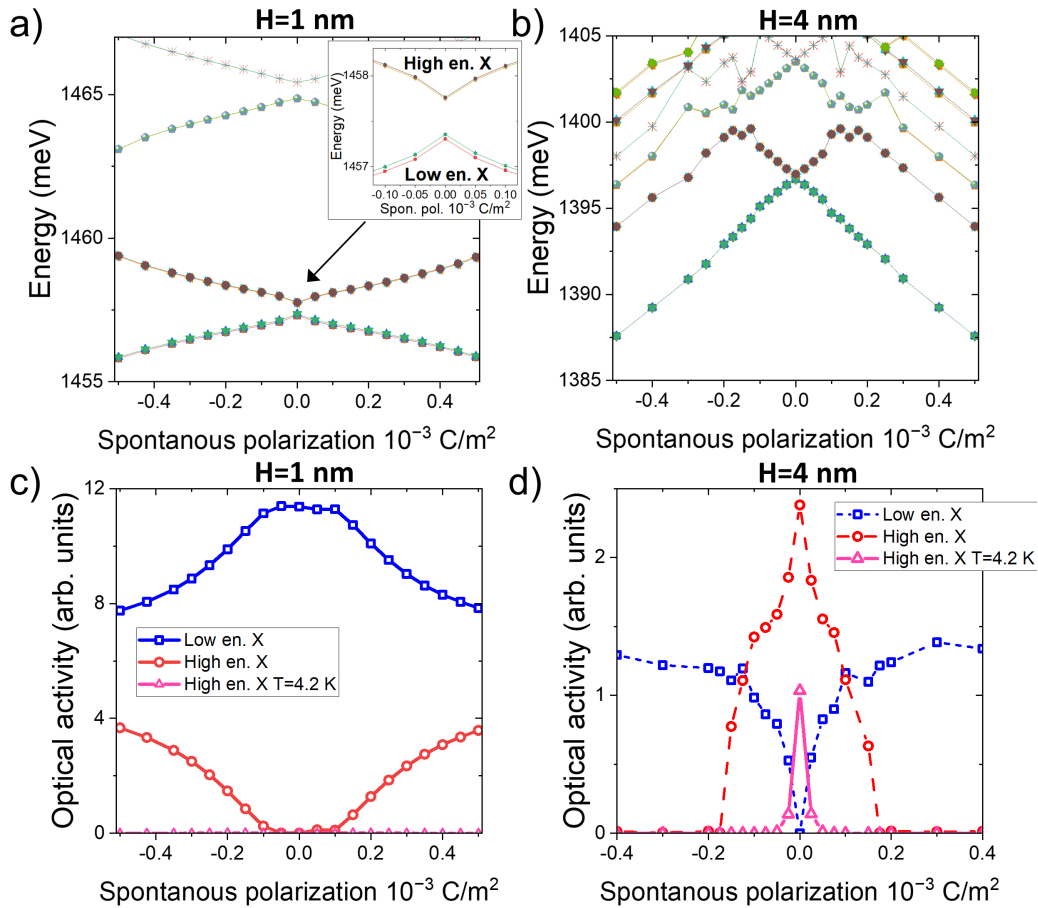 a)
H=1 nm
Energy (meV)
1465
1460
1455
-0.4
-0.2
0.0
0.2
0.4
Spontanous polarization 10⁻³ C/m²
High en. X
Low en. X
Energy (meV)
1458
1457
-0.10
-0.05
0.00
0.05
0.10
Spon. pol. 10⁻³ C/m²
b)
H=4 nm
Energy (meV)
1405
1400
1395
1390
1385
-0.4
-0.2
0.0
0.2
0.4
Spontanous polarization 10⁻³ C/m²
c)
H=1 nm
Optical activity (arb. units)
12
8
4
0
Low en. X
High en. X
High en. X T=4.2 K
-0.4
-0.2
0.0
0.2
0.4
Spontanous polarization 10⁻³ C/m²
d)
H=4 nm
Optical activity (arb. units)
2
1
0
Low en. X
High en. X
High en. X T=4.2 K
-0.4
-0.2
0.0
0.2
0.4
Spontanous polarization 10⁻³ C/m²